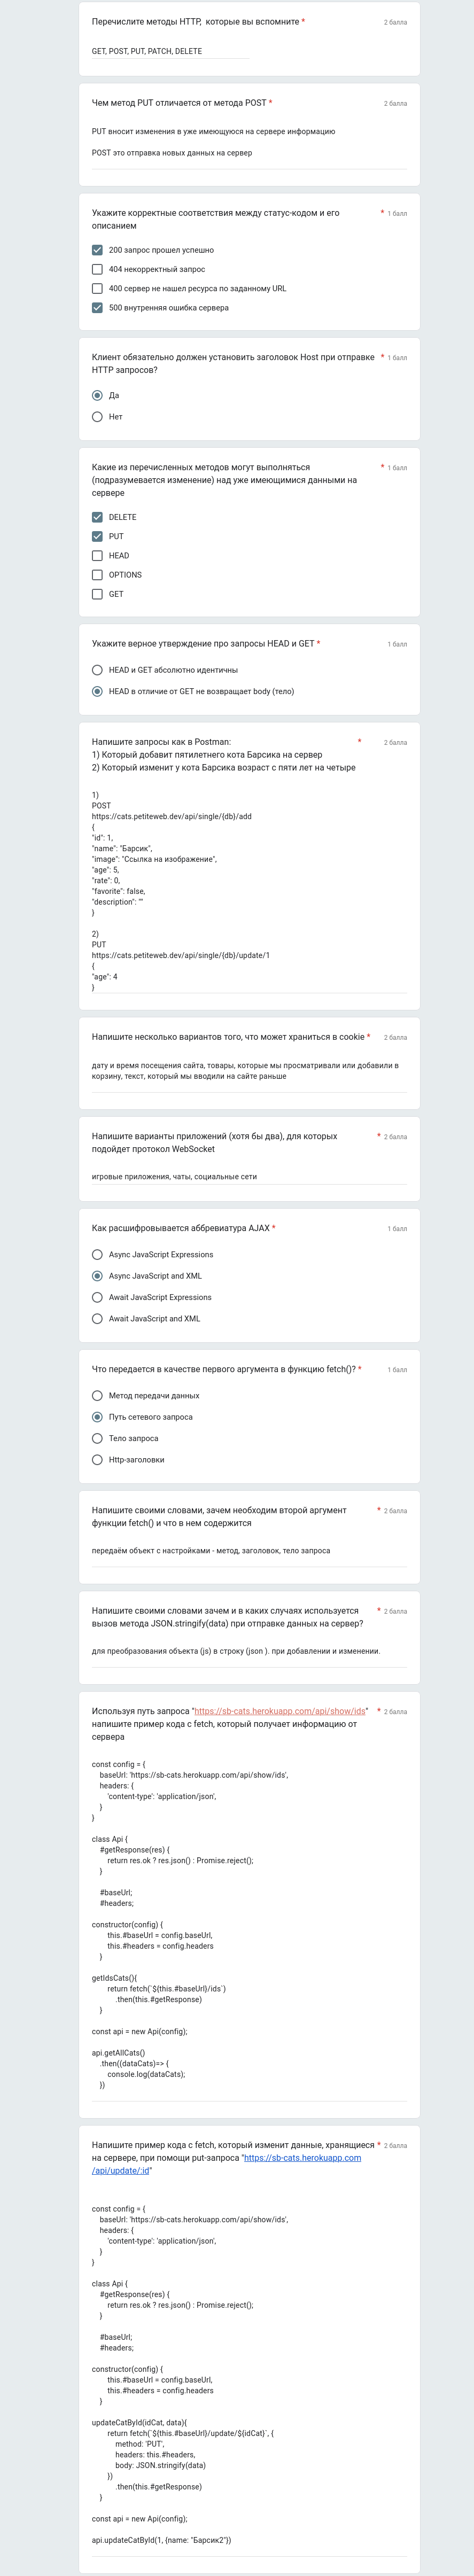 Перечислите методы HTTP, которые вы вспомните *
2 балла
GET, POST, PUT, PATCH, DELETE
Чем метод PUT отличается от метода POST *
2 балла
PUT вносит изменения в уже имеющуюся на сервере информацию
POST это отправка новых данных на сервер
Укажите корректные соответствия между статус-кодом и его
* 1 балл
описанием
200 запрос прошел успешно
404 некорректный запрос
400 сервер не нашел ресурса по заданному URL
500 внутренняя ошибка сервера
Клиент обязательно должен установить заголовок Host при отправке
* 1 балл
HTTP запросов?
Да
Нет
Какие из перечисленных методов могут выполняться
* 1 балл
(подразумевается изменение) над уже имеющимися данными на
сервере
DELETE
PUT
HEAD
OPTIONS
GET
Укажите верное утверждение про запросы HEAD и GET *
1 балл
HEAD и GET абсолютно идентичны
HEAD в отличие от GET не возвращает body (тело)
Напишите запросы как в Postman:
* 2 балла
1) Который добавит пятилетнего кота Барсика на сервер
2) Который изменит у кота Барсика возраст с пяти лет на четыре
1)
POST
https://cats.petiteweb.dev/api/single/{db}/add
{
"id": 1,
"name": "Барсик",
"image": "Ссылка на изображение",
"age": 5,
"rate": 0,
"favorite": false,
"description": ""
}
2)
PUT
https://cats.petiteweb.dev/api/single/{db}/update/1
{
"age": 4
}
Напишите несколько вариантов того, что может храниться в cookie *
2 балла
дату и время посещения сайта, товары, которые мы просматривали или добавили в
корзину, текст, который мы вводили на сайте раньше
Напишите варианты приложений (хотя бы два), для которых
* 2 балла
подойдет протокол WebSocket
игровые приложения, чаты, социальные сети
Как расшифровывается аббревиатура AJAX *
1 балл
Async JavaScript Expressions
Async JavaScript and XML
Await JavaScript Expressions
Await JavaScript and XML
Что передается в качестве первого аргумента в функцию fetch()? *
1 балл
Метод передачи данных
Путь сетевого запроса
Тело запроса
Http-заголовки
Напишите своими словами, зачем необходим второй аргумент
* 2 балла
функции fetch() и что в нем содержится
передаём объект с настройками - метод, заголовок, тело запроса
Напишите своими словами зачем и в каких случаях используется
* 2 балла
вызов метода JSON.stringify(data) при отправке данных на сервер?
для преобразования объекта (js) в строку (json ). при добавлении и изменении.
Используя путь запроса "https://sb-cats.herokuapp.com/api/show/ids"
* 2 балла
напишите пример кода с fetch, который получает информацию от
сервера
const config = {
baseUrl: 'https://sb-cats.herokuapp.com/api/show/ids',
headers: {
'content-type': 'application/json',
}
}
class Api {
#getResponse(res) {
return res.ok ? res.json() : Promise.reject();
}
#baseUrl;
#headers;
constructor(config) {
this.#baseUrl = config.baseUrl,
this.#headers = config.headers
}
getIdsCats(){
return fetch(`${this.#baseUrl}/ids`)
.then(this.#getResponse)
}
const api = new Api(config);
api.getAllCats()
.then((dataCats)=> {
console.log(dataCats);
})
Напишите пример кода с fetch, который изменит данные, хранящиеся
* 2 балла
на сервере, при помощи put-запроса "https://sb-cats.herokuapp.com
/api/update/:id"
const config = {
baseUrl: 'https://sb-cats.herokuapp.com/api/show/ids',
headers: {
'content-type': 'application/json',
}
}
class Api {
#getResponse(res) {
return res.ok ? res.json() : Promise.reject();
}
#baseUrl;
#headers;
constructor(config) {
this.#baseUrl = config.baseUrl,
this.#headers = config.headers
}
updateCatById(idCat, data){
return fetch(`${this.#baseUrl}/update/${idCat}`, {
method: 'PUT',
headers: this.#headers,
body: JSON.stringify(data)
})
.then(this.#getResponse)
}
const api = new Api(config);
api.updateCatById(1, {name: "Барсик2"})